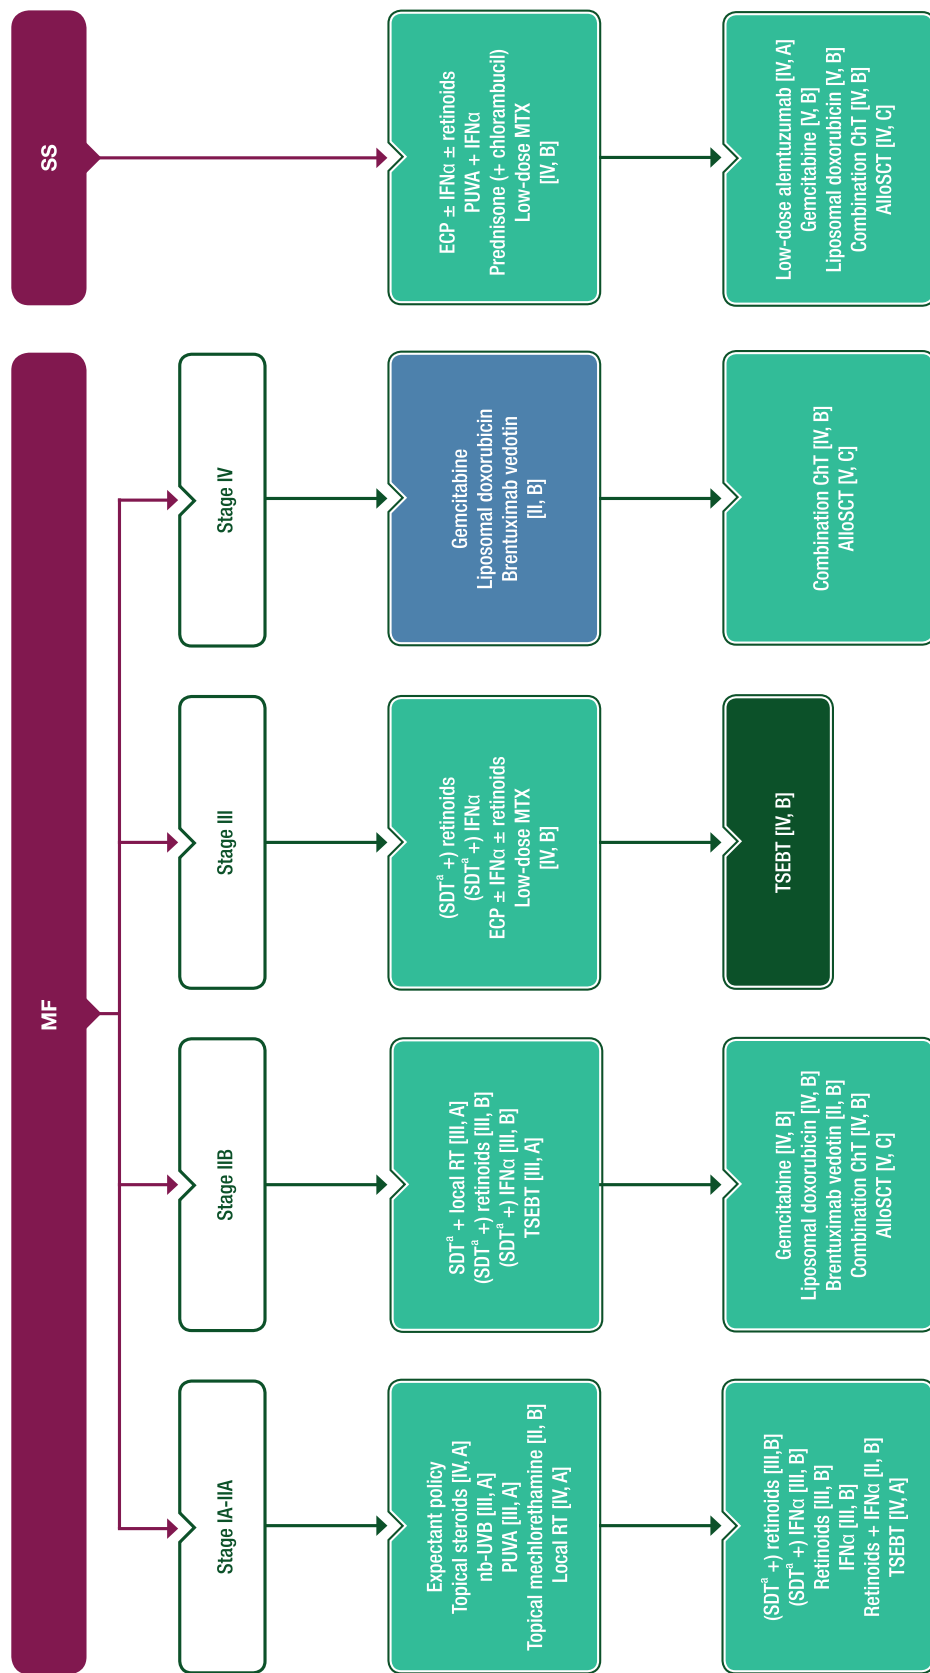 MF
SS
Stage IA-IIA
Stage IIB
Stage III
Stage IV
Expectant policy
Topical steroids [IV, A]
nb-UVB [III, A]
PUVA [III, A]
Topical mechlorethamine [II, B]
Local RT [IV, A]
SDTª + local RT [III, A]
(SDTª +) retinoids [III, B]
(SDTª +) IFNα [III, B]
TSEBT [III, A]
(SDTª +) retinoids
(SDTª +) IFNα
ECP ± IFNα ± retinoids
Low-dose MTX
[IV, B]
Gemcitabine
Liposomal doxorubicin
Brentuximab vedotin
[II, B]
ECP ± IFNα ± retinoids
PUVA + IFNα
Prednisone (+ chlorambucil)
Low-dose MTX
[IV, B]
(SDTª +) retinoids [III,B]
(SDTª +) IFNα [III, B]
Retinoids [III, B]
IFNα [III, B]
Retinoids + IFNα [II, B]
TSEBT [IV, A]
Gemcitabine [IV, B]
Liposomal doxorubicin [IV, B]
Brentuximab vedotin [II, B]
Combination ChT [IV, B]
AlloSCT [V, C]
TSEBT [IV, B]
Combination ChT [IV, B]
AlloSCT [V, C]
Low-dose alemtuzumab [IV, A]
Gemcitabine [V, B]
Liposomal doxorubicin [V, B]
Combination ChT [IV, B]
AlloSCT [IV, C]